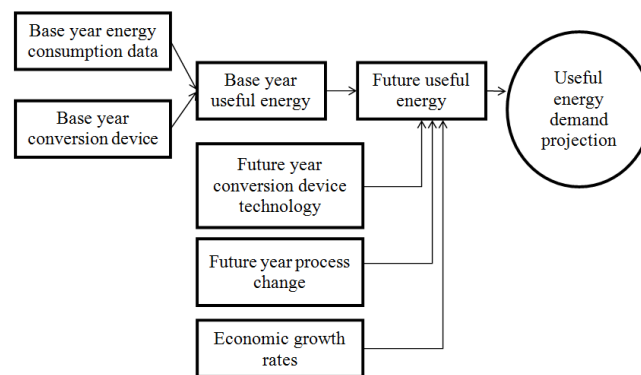 Base year energy
consumption data
Base year
conversion device
Base year
useful energy
Future useful
energy
Useful
energy
demand
projection
Future year
conversion device
technology
Future year process
change
Economic growth
rates